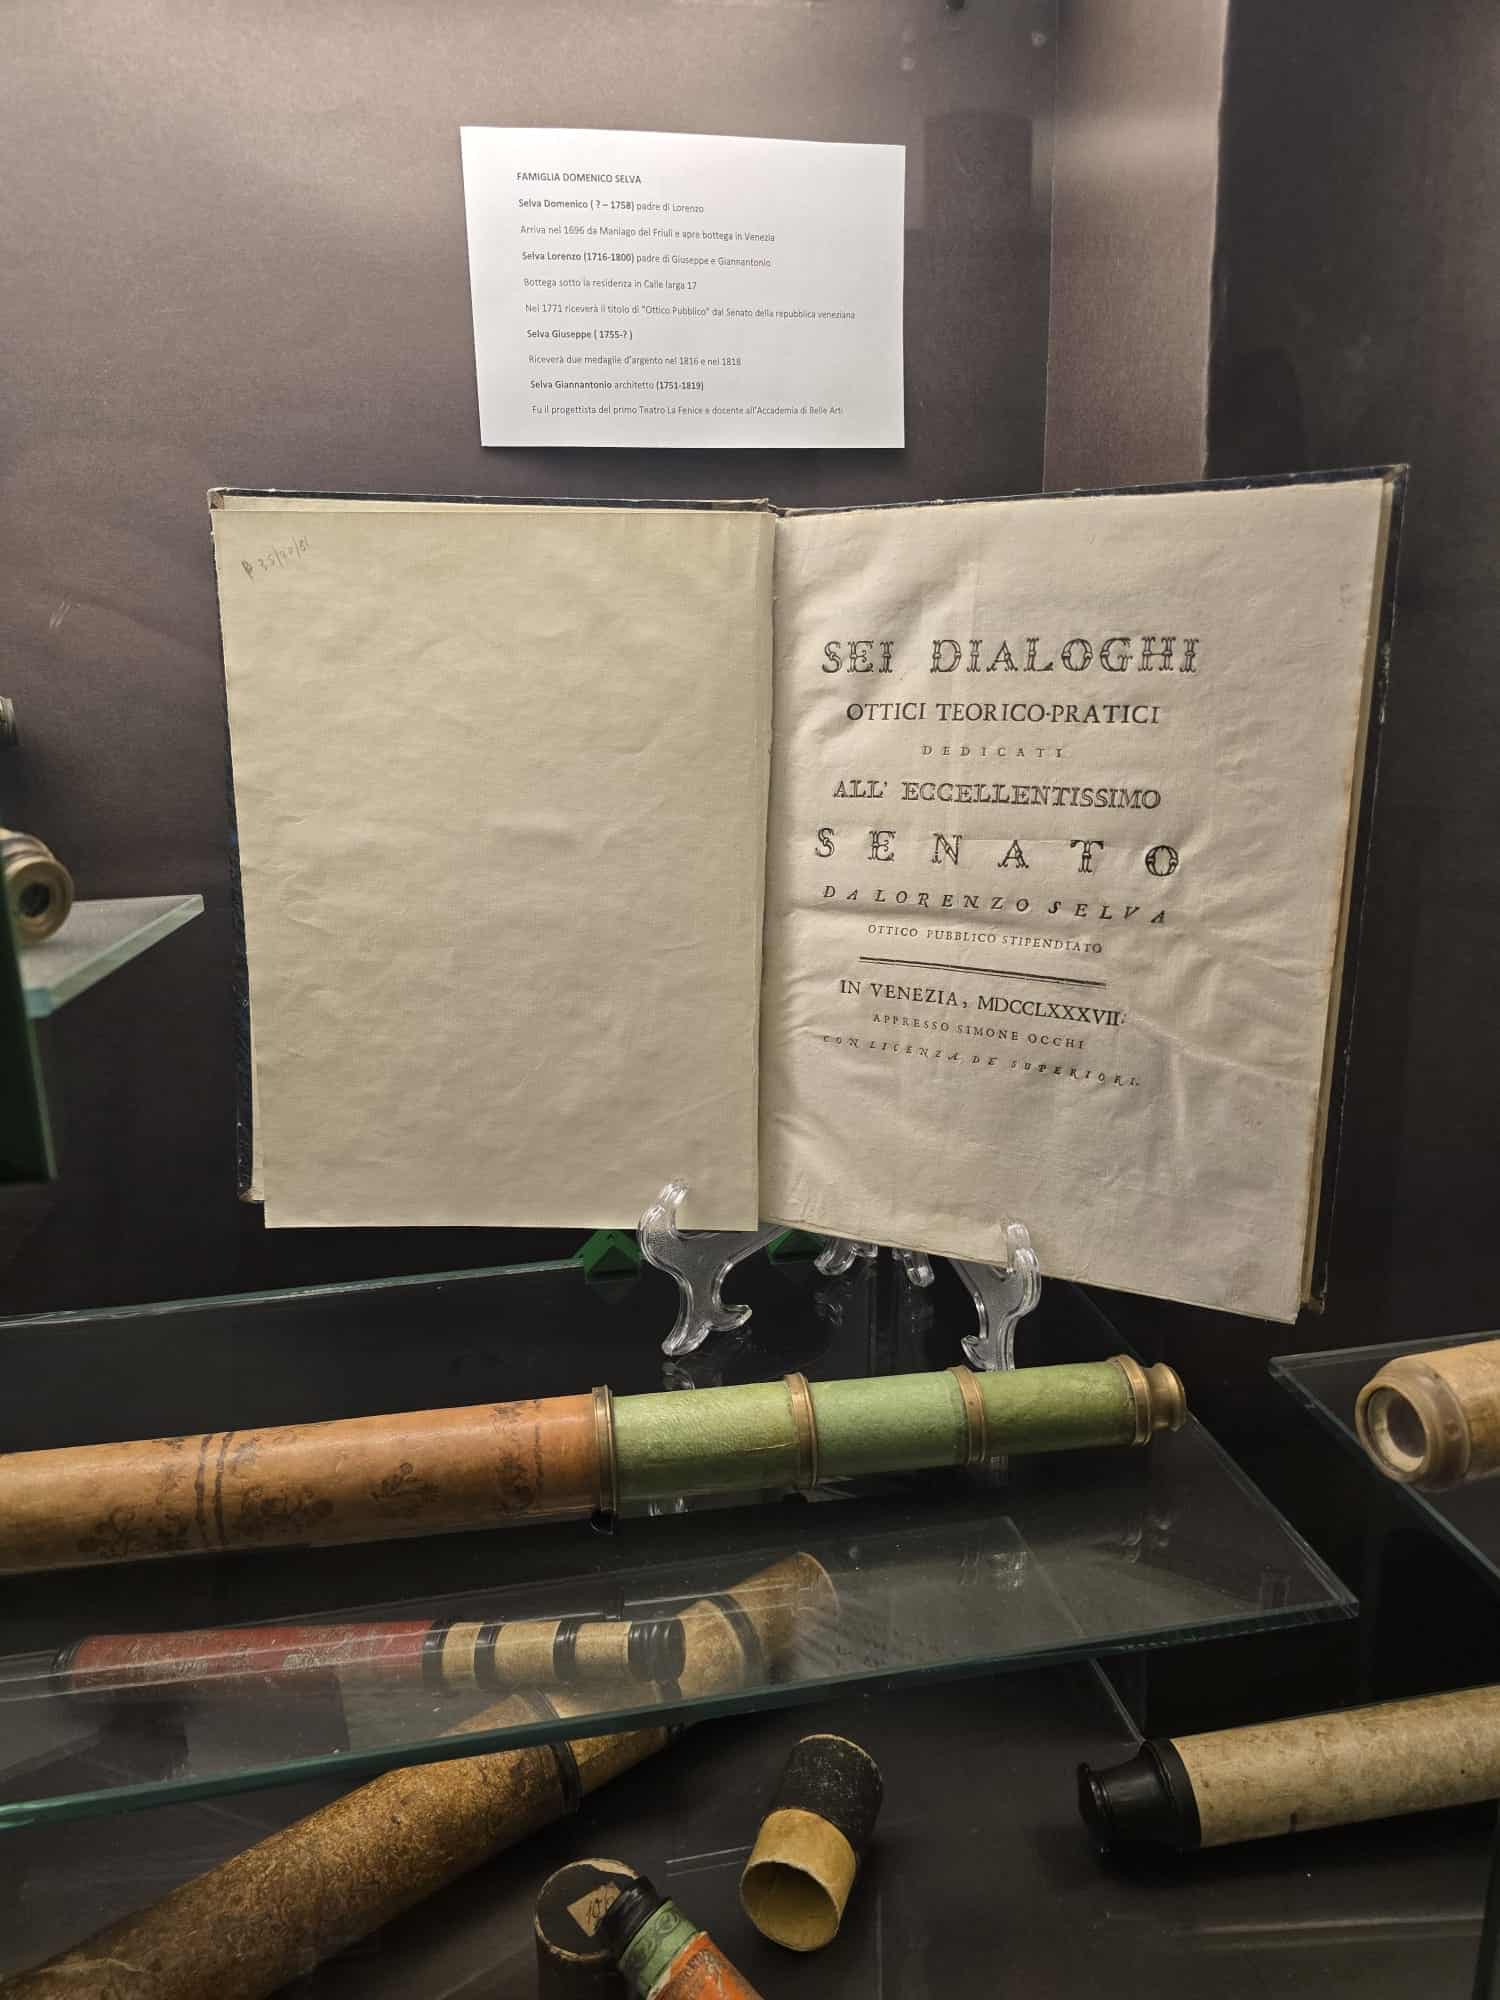 FAMIGLIA DOMENICO SELVA
Selva Domenico ( ? – 1758) padre di Lorenzo
Arriva nel 1696 da Maniago del Friuli e apre bottega in Venezia
Selva Lorenzo (1716-1800) padre di Giuseppe e Giannantonio
Bottega sotto la residenza in Calle larga 17
Nel 1771 riceverà il titolo di "Ottico Pubblico" dal Senato della repubblica veneziana
Selva Giuseppe ( 1755-? )
Riceverà due medaglie d'argento nel 1816 e nel 1818
Selva Giannantonio architetto (1751-1819)
Fu il progettista del primo Teatro La Fenice e docente all'Accademia di Belle Arti
SEI DIALOGHI
OTTICI TEORICO-PRATICI
DEDICATI
ALL' ECCELLENTISSIMO
SENATO
DA LORENZO SELVA
OTTICO PUBBLICO STIPENDIATO
IN VENEZIA, MDCCLXXXVII.
APPRESSO SIMONE OCCHI
CON LICENZA DE' SUPERIORI.